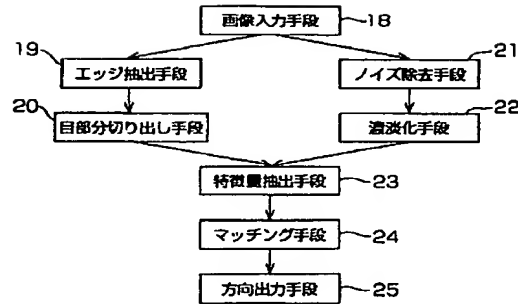 画像入力手段 18
19 エッジ抽出手段
ノイズ除去手段 21
20 目部分切り出し手段
濃淡化手段 22
特徴量抽出手段 23
マッチング手段 24
方向出力手段 25